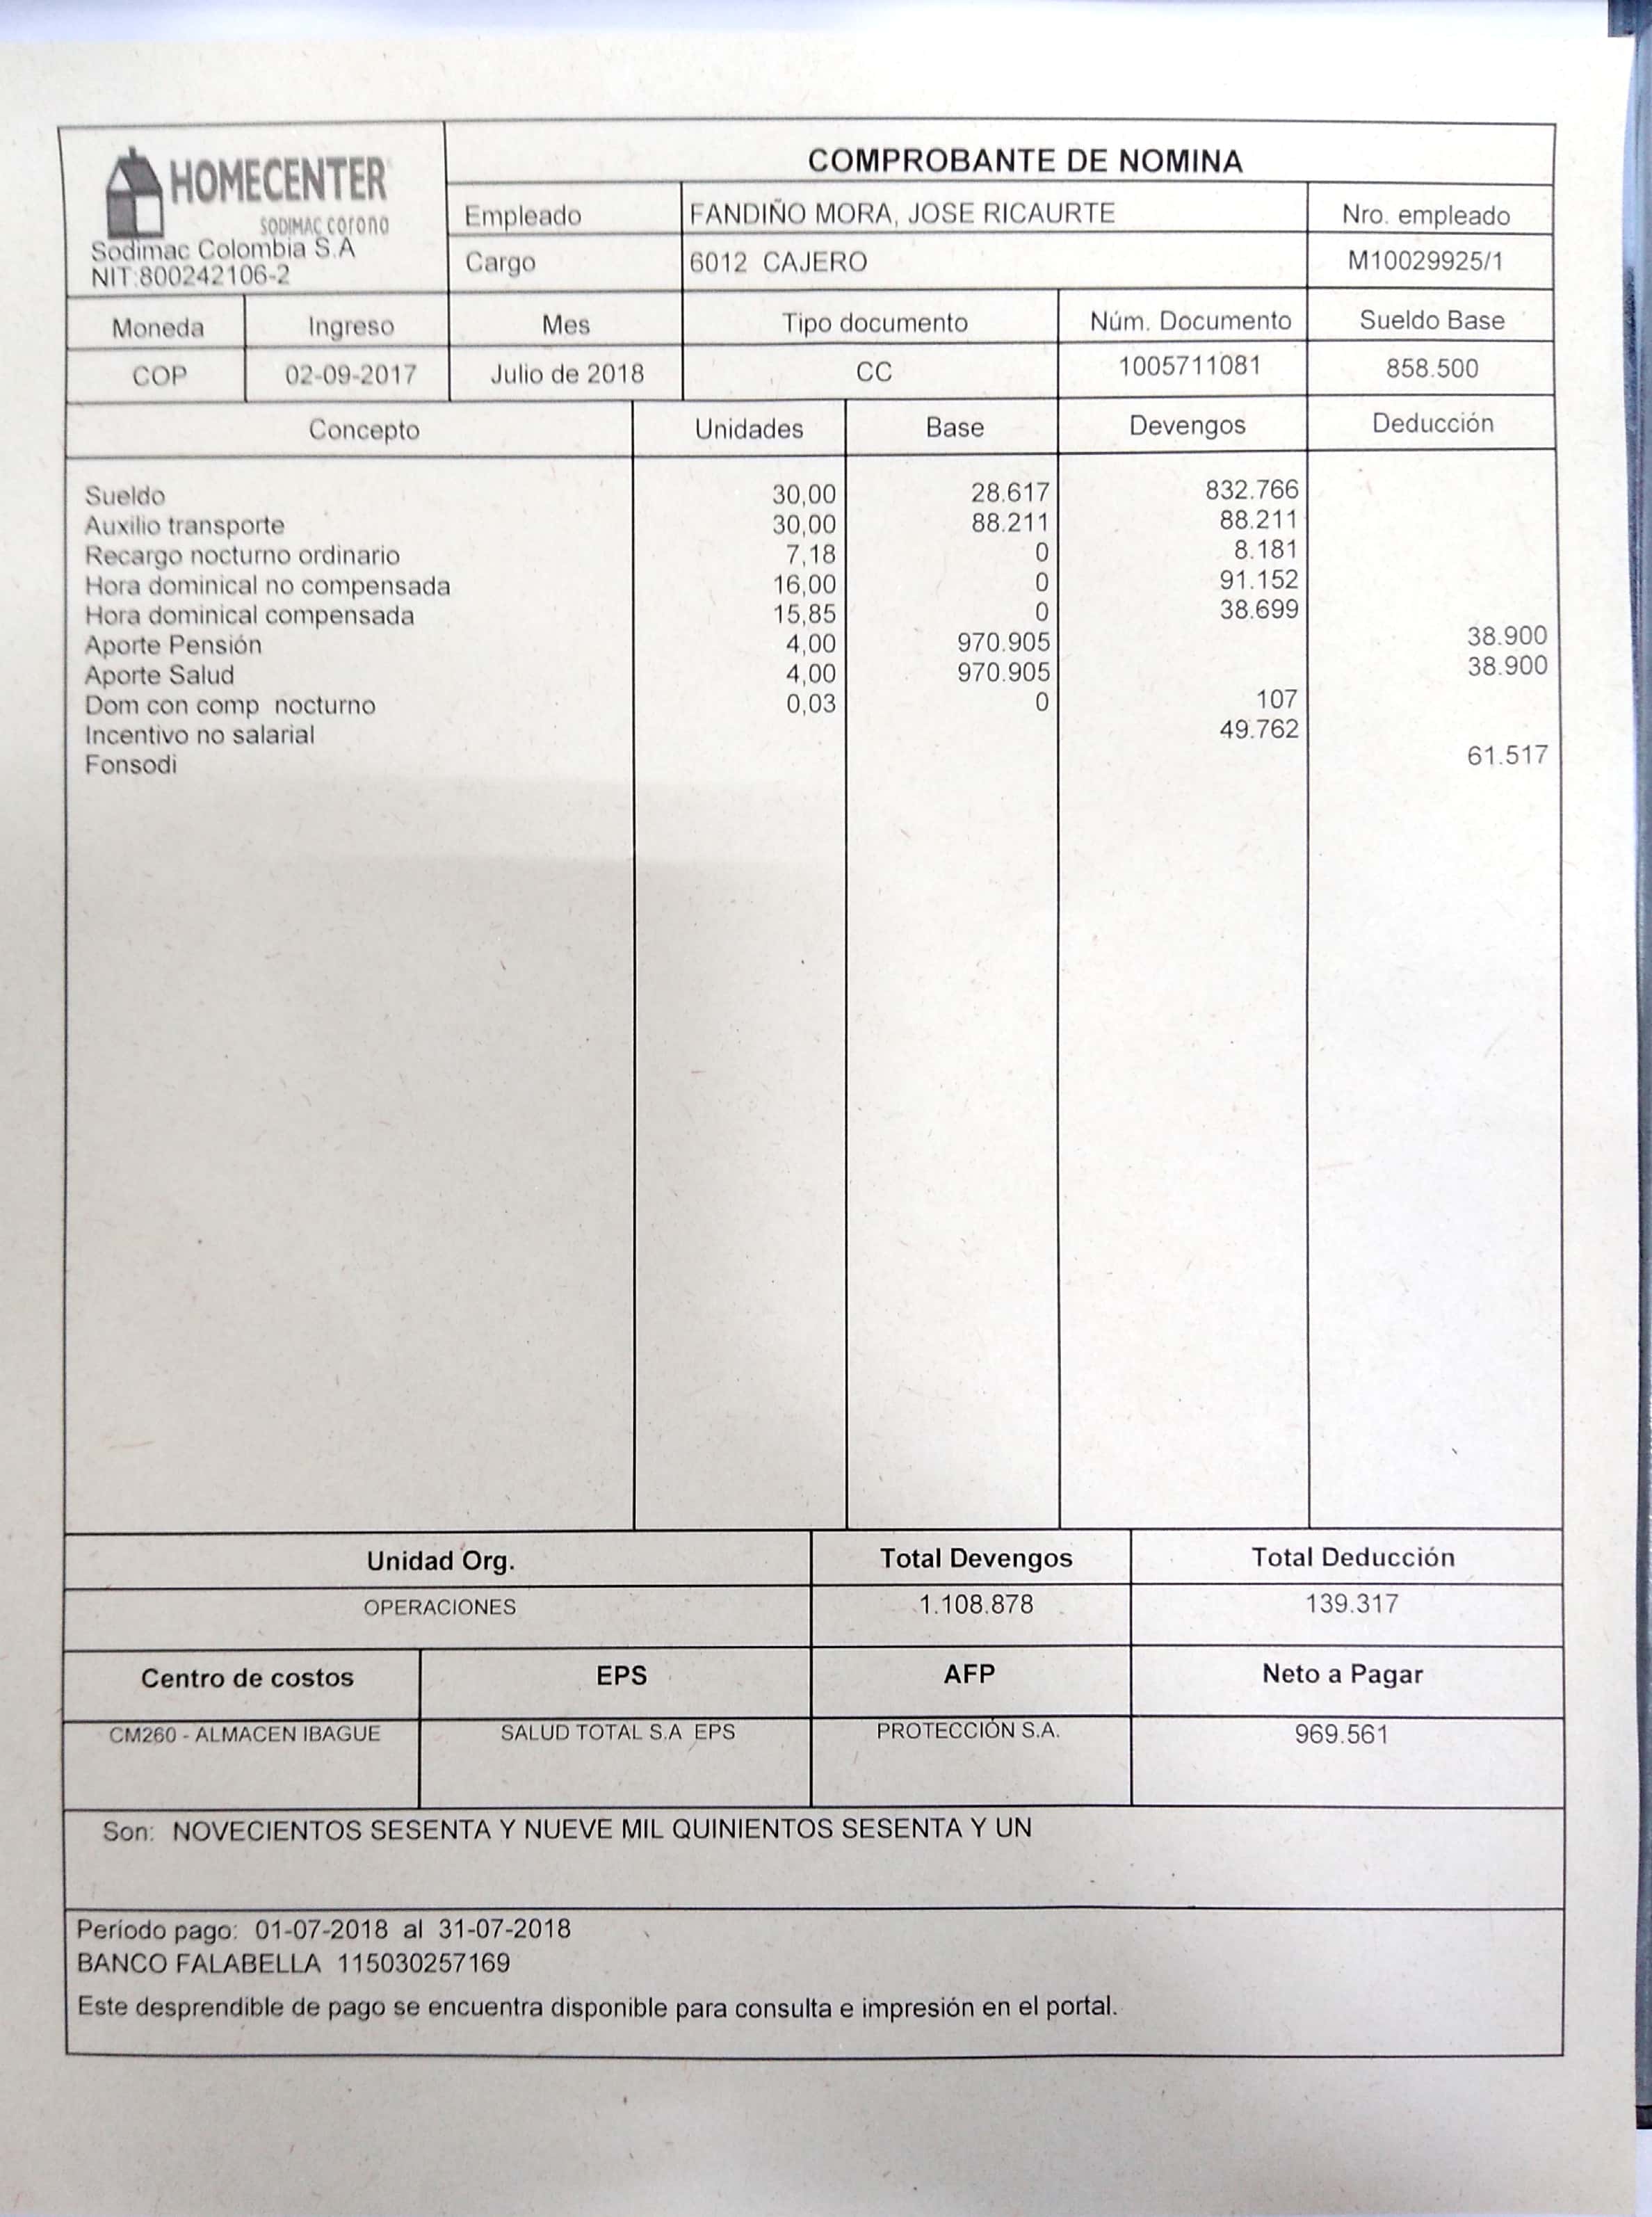 HOMECENTER
SODIMAC corona
Sodimac Colombia S.A
NIT:800242106-2
COMPROBANTE DE NOMINA
Empleado FANDIÑO MORA, JOSE RICAURTE Nro. empleado
Cargo 6012 CAJERO M10029925/1
Moneda Ingreso Mes Tipo documento Núm. Documento Sueldo Base
COP 02-09-2017 Julio de 2018 CC 1005711081 858.500
Concepto Unidades Base Devengos Deducción
Sueldo 30,00 28.617 832.766
Auxilio transporte 30,00 88.211 88.211
Recargo nocturno ordinario 7,18 0 8.181
Hora dominical no compensada 16,00 0 91.152
Hora dominical compensada 15,85 0 38.699
Aporte Pensión 4,00 970.905 38.900
Aporte Salud 4,00 970.905 38.900
Dom con comp nocturno 0,03 0 107
Incentivo no salarial 49.762
Fonsodi 61.517
Unidad Org. Total Devengos Total Deducción
OPERACIONES 1.108.878 139.317
Centro de costos EPS AFP Neto a Pagar
CM260 - ALMACEN IBAGUE SALUD TOTAL S.A EPS PROTECCIÓN S.A. 969.561
Son: NOVECIENTOS SESENTA Y NUEVE MIL QUINIENTOS SESENTA Y UN
Período pago: 01-07-2018 al 31-07-2018
BANCO FALABELLA 115030257169
Este desprendible de pago se encuentra disponible para consulta e impresión en el portal.